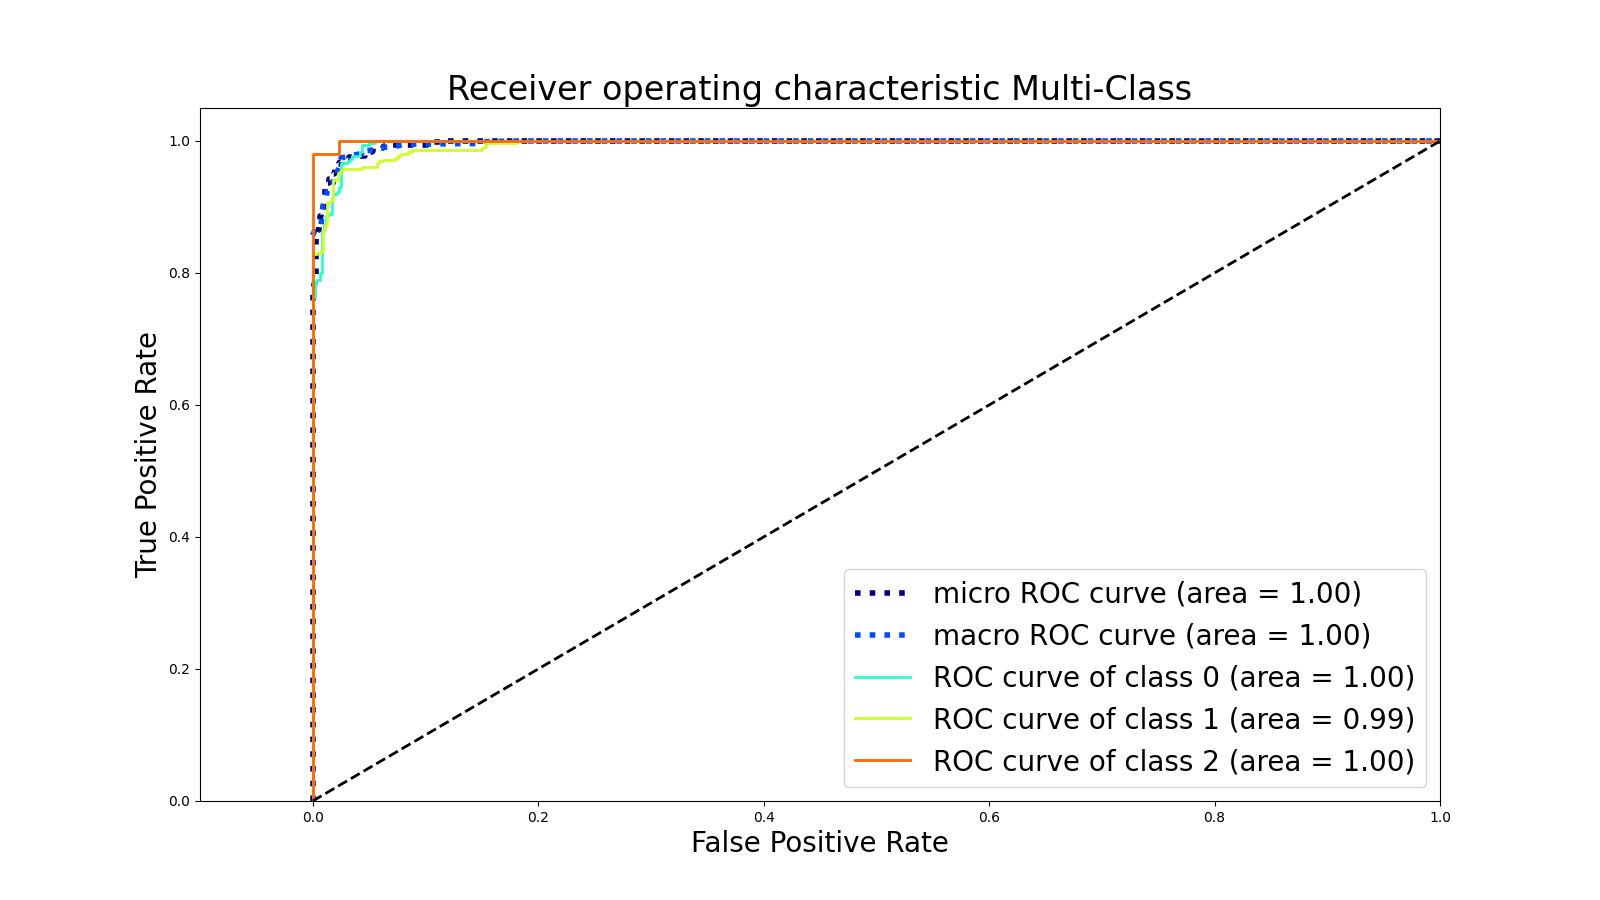 Receiver operating characteristic Multi-Class
True Positive Rate
1.0
0.8
0.6
0.4
0.2
0.0
micro ROC curve (area = 1.00)
macro ROC curve (area = 1.00)
ROC curve of class 0 (area = 1.00)
ROC curve of class 1 (area = 0.99)
ROC curve of class 2 (area = 1.00)
0.0 0.2 0.4 0.6 0.8 1.0
False Positive Rate